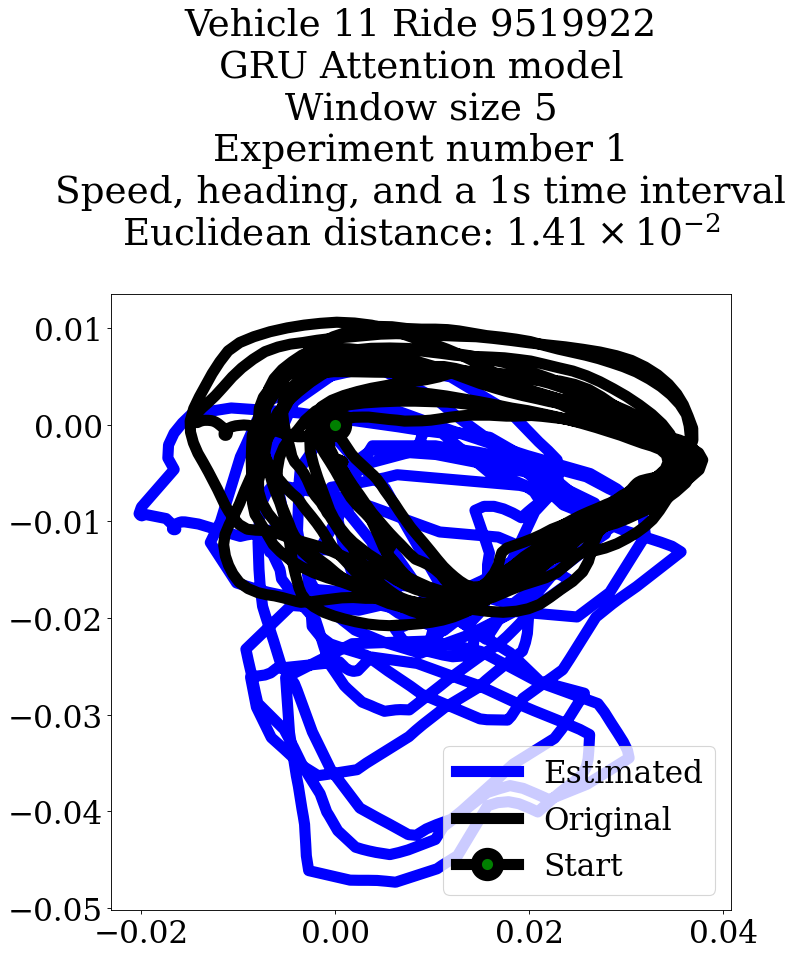 Vehicle 11 Ride 9519922
GRU Attention model
Window size 5
Experiment number 1
Speed, heading, and a 1s time interval
Euclidean distance: 1.41 × 10⁻²
0.01
0.00
−0.01
−0.02
−0.03
−0.04
−0.05
−0.02
0.00
0.02
0.04
Estimated
Original
Start